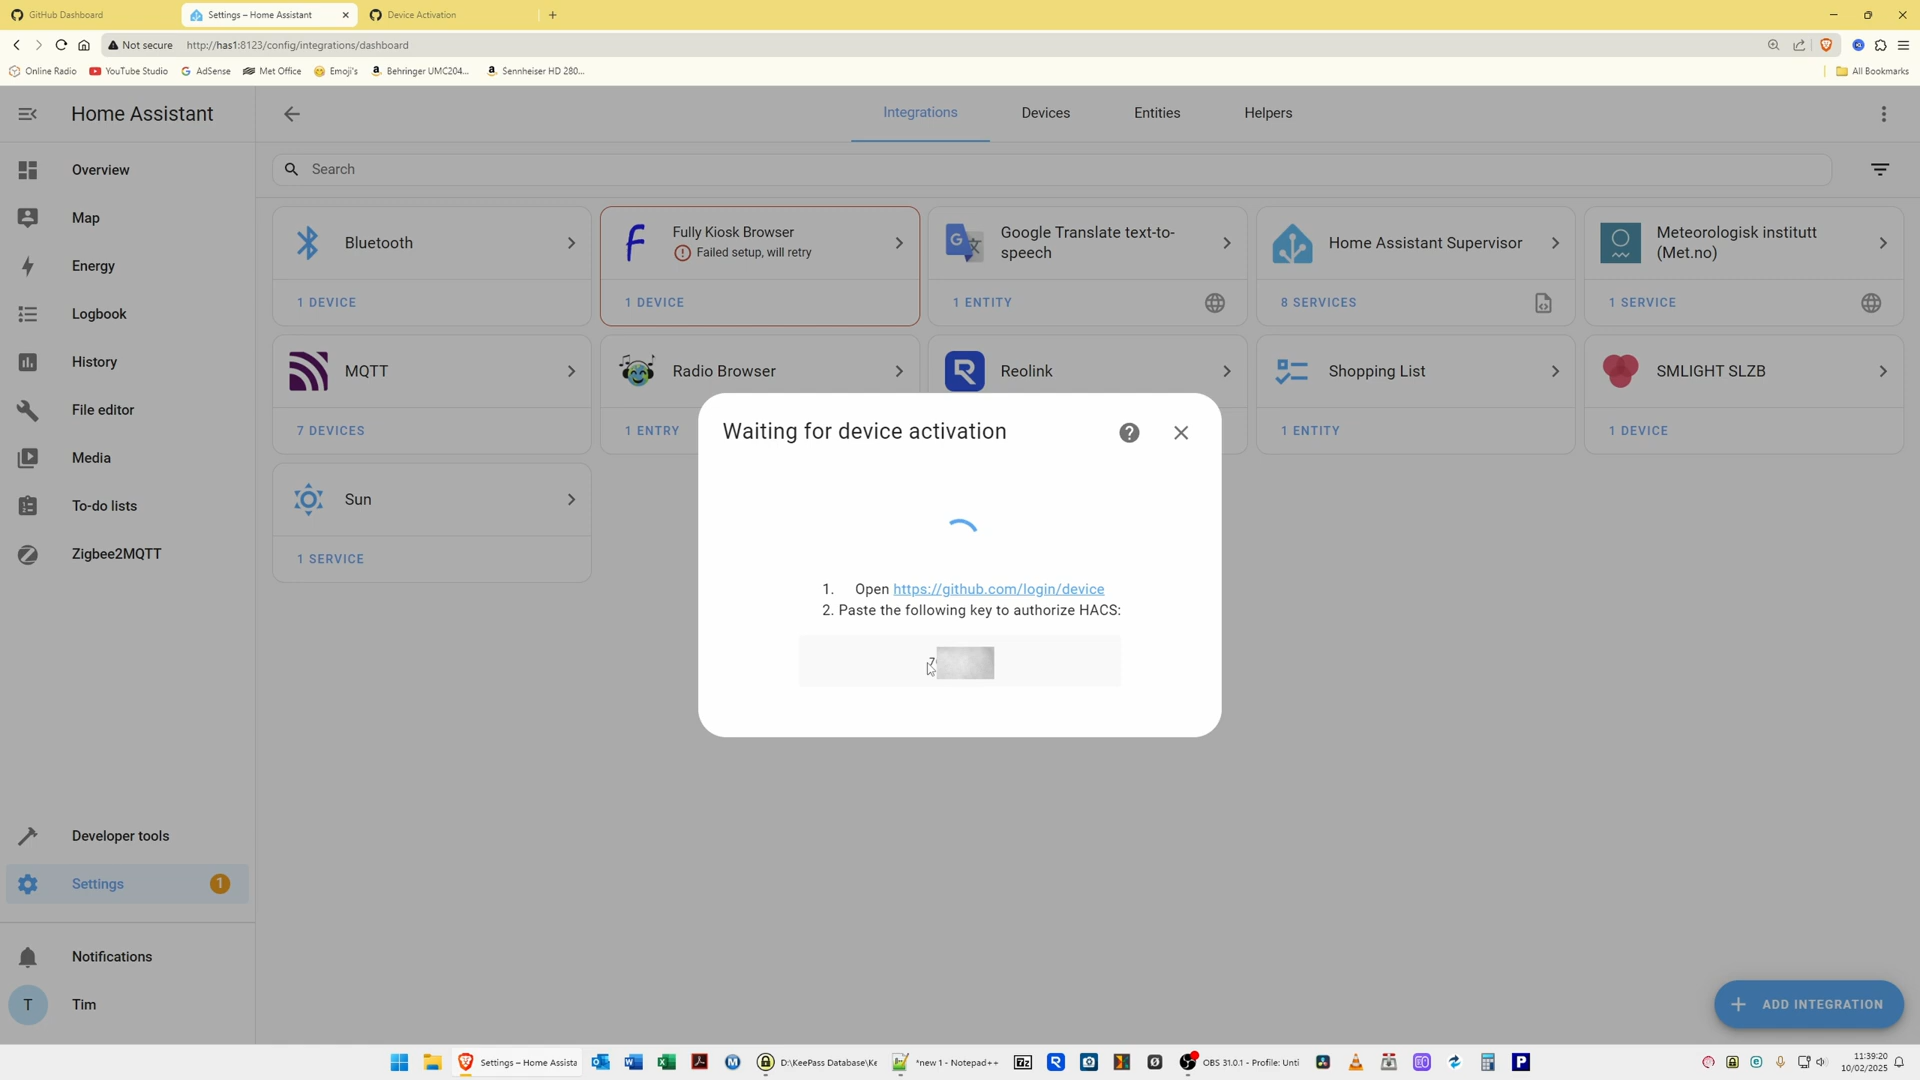 GitHub Dashboard
Settings – Home Assistant
Device Activation
Not secure
http://has1:8123/config/integrations/dashboard
Online Radio
YouTube Studio
AdSense
Met Office
Emoji's
Behringer UMC204...
Sennheiser HD 280...
All Bookmarks
Home Assistant
Integrations
Devices
Entities
Helpers
Overview
Map
Energy
Logbook
History
File editor
Media
To-do lists
Zigbee2MQTT
Developer tools
Settings
1
Notifications
T
Tim
Search
Bluetooth
1 DEVICE
Fully Kiosk Browser
Failed setup, will retry
1 DEVICE
Google Translate text-to-
speech
1 ENTITY
Home Assistant Supervisor
8 SERVICES
Meteorologisk institutt
(Met.no)
1 SERVICE
MQTT
7 DEVICES
Radio Browser
1 ENTRY
Reolink
Shopping List
1 ENTITY
SMLIGHT SLZB
1 DEVICE
Sun
1 SERVICE
Waiting for device activation
1. Open https://github.com/login/device
2. Paste the following key to authorize HACS:
7
ADD INTEGRATION
Settings – Home Assista
D:\KeePass Database\Ke
*new 1 - Notepad++
OBS 31.0.1 - Profile: Unti
11:39:20
10/02/2025